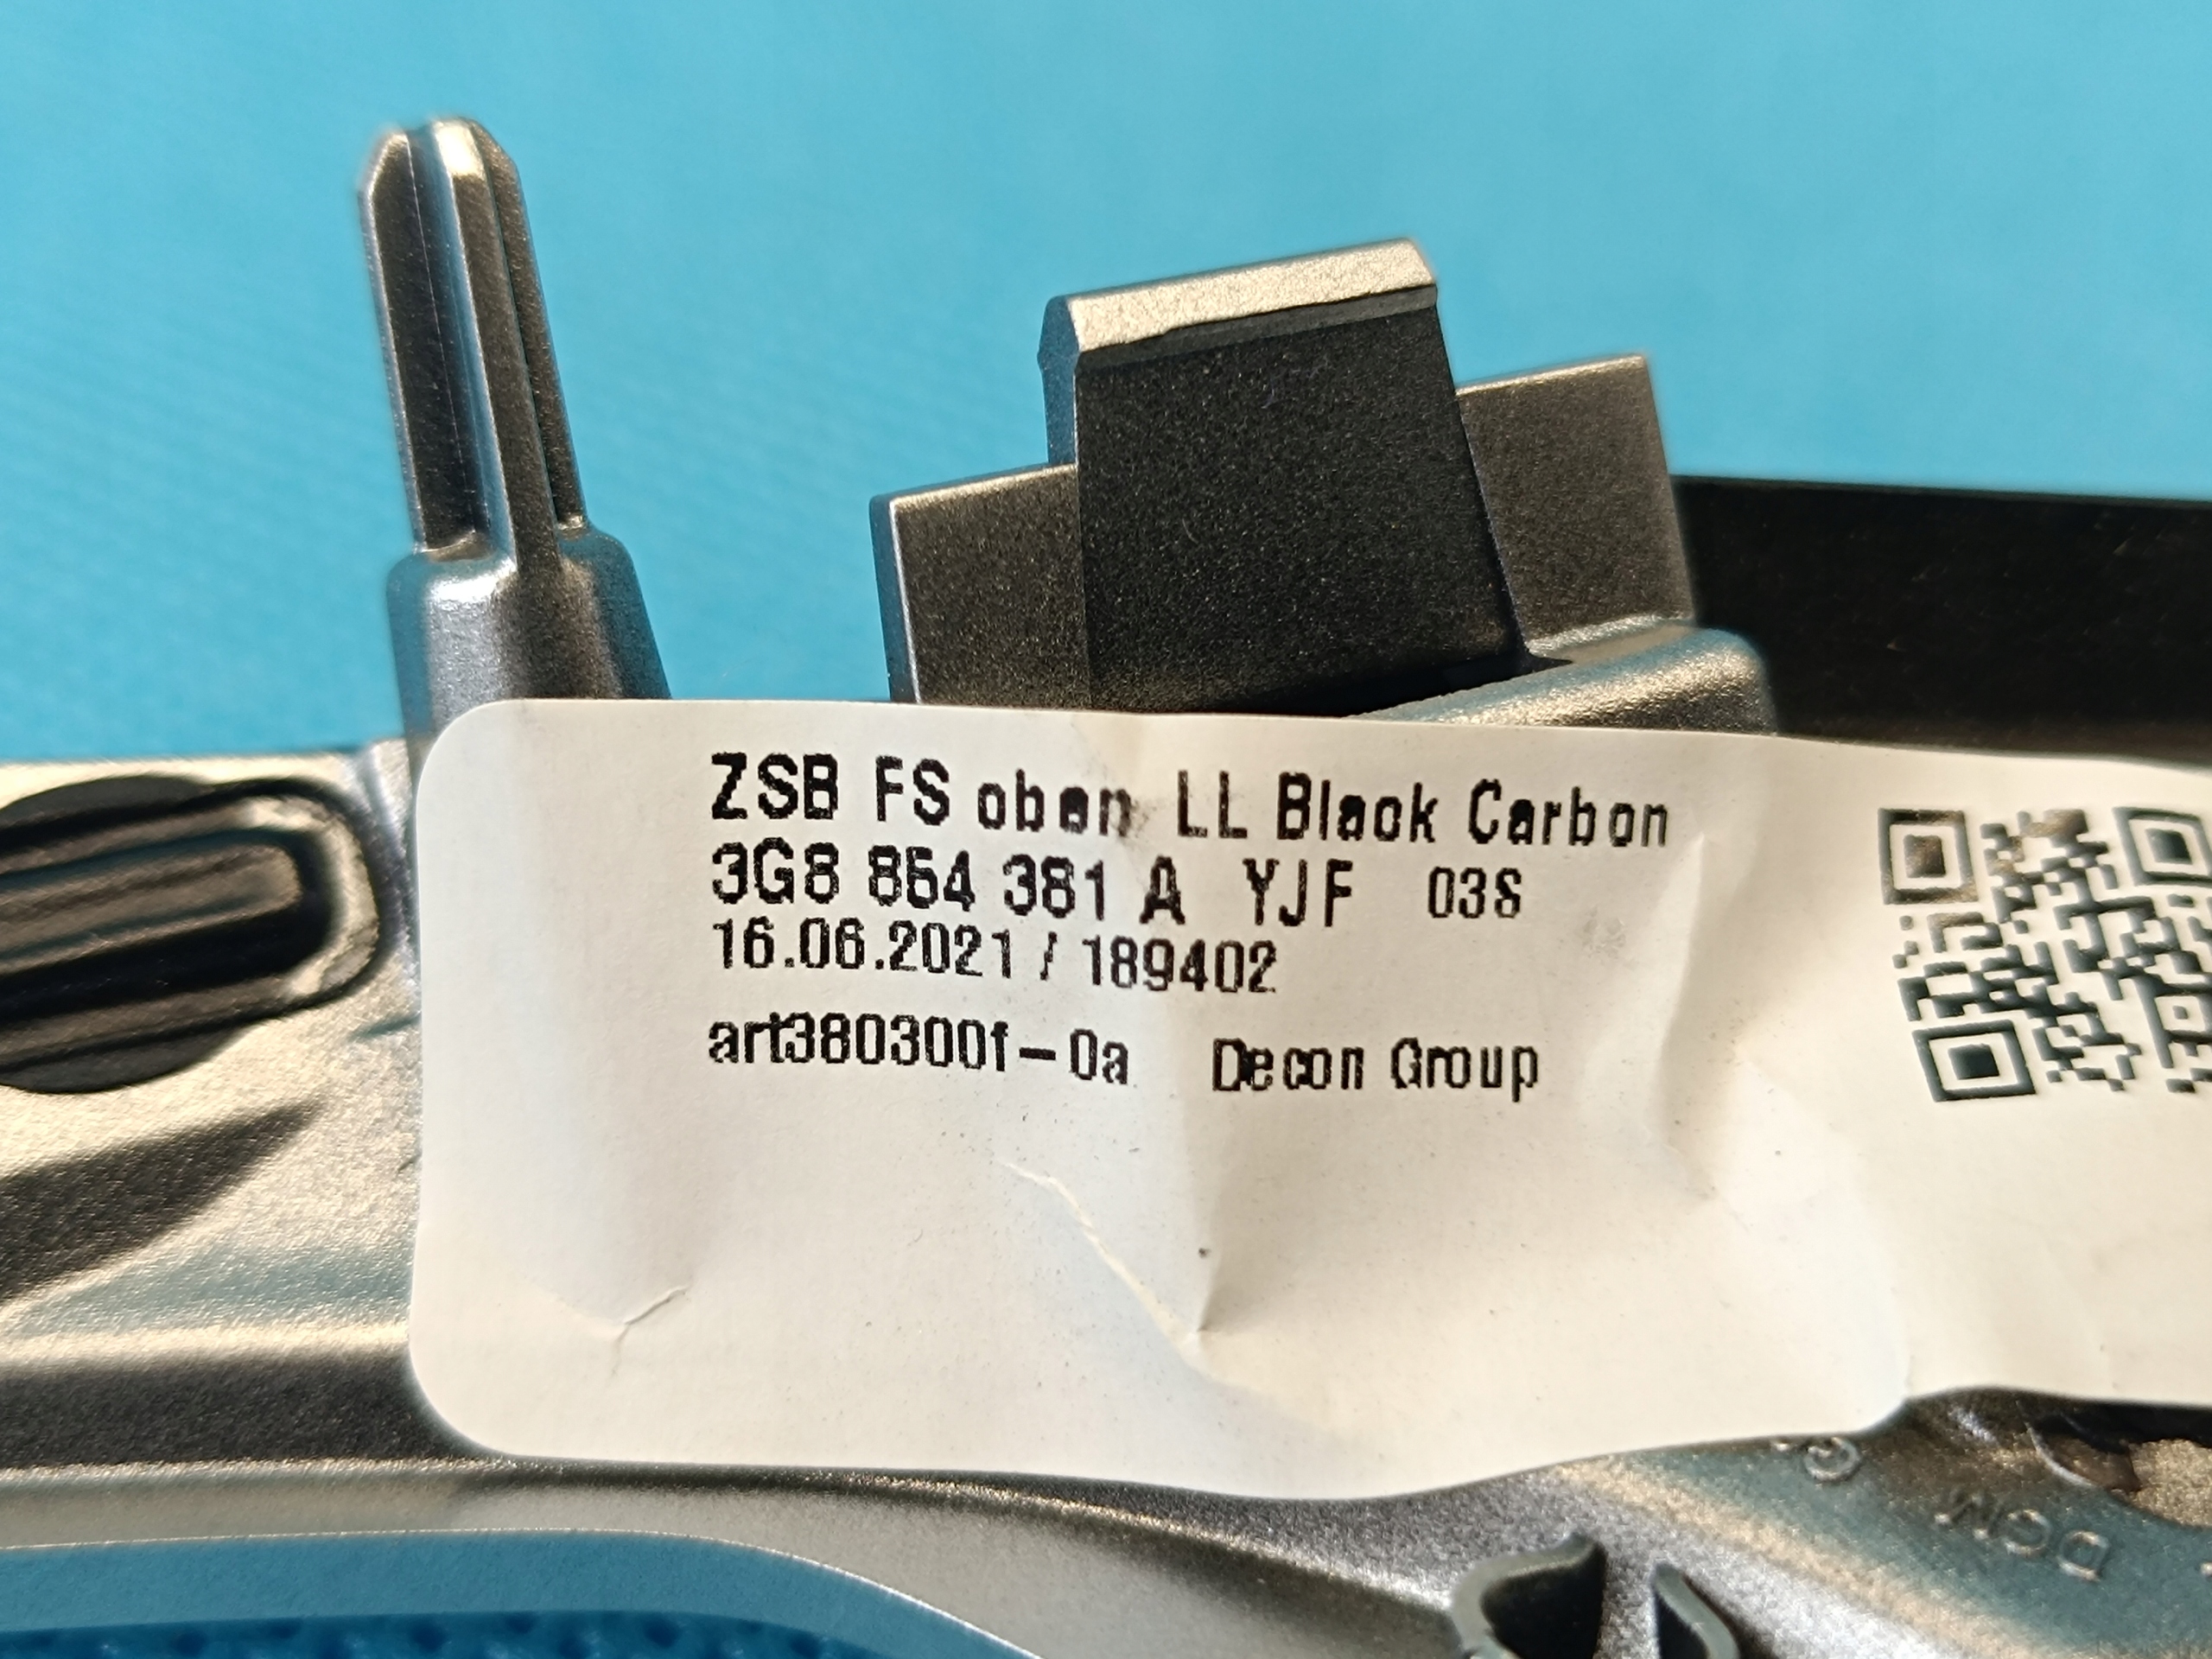 ZSB FS oben LL Black Carbon
3G8 854 381 A YJF 03S
16.06.2021 / 189402
art380300f-0a Decon Group
DCM